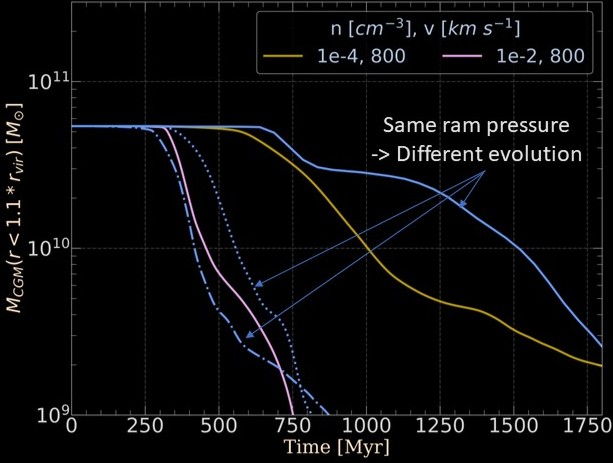 n [cm⁻³], v [km s⁻¹]
1e-4, 800
1e-2, 800
Same ram pressure
-> Different evolution
M_CGM(r < 1.1 * r_vir) [M_⊙]
10¹¹
10¹⁰
10⁹
0
250
500
750
1000
1250
1500
1750
Time [Myr]